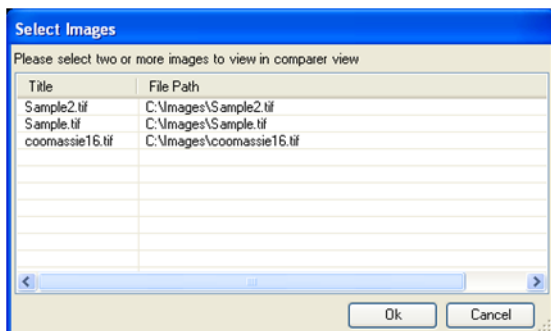 Select Images
Please select two or more images to view in comparer view
Title File Path
Sample2.tif C:\Images\Sample2.tif
Sample.tif C:\Images\Sample.tif
coomassie16.tif C:\Images\coomassie16.tif
Ok Cancel